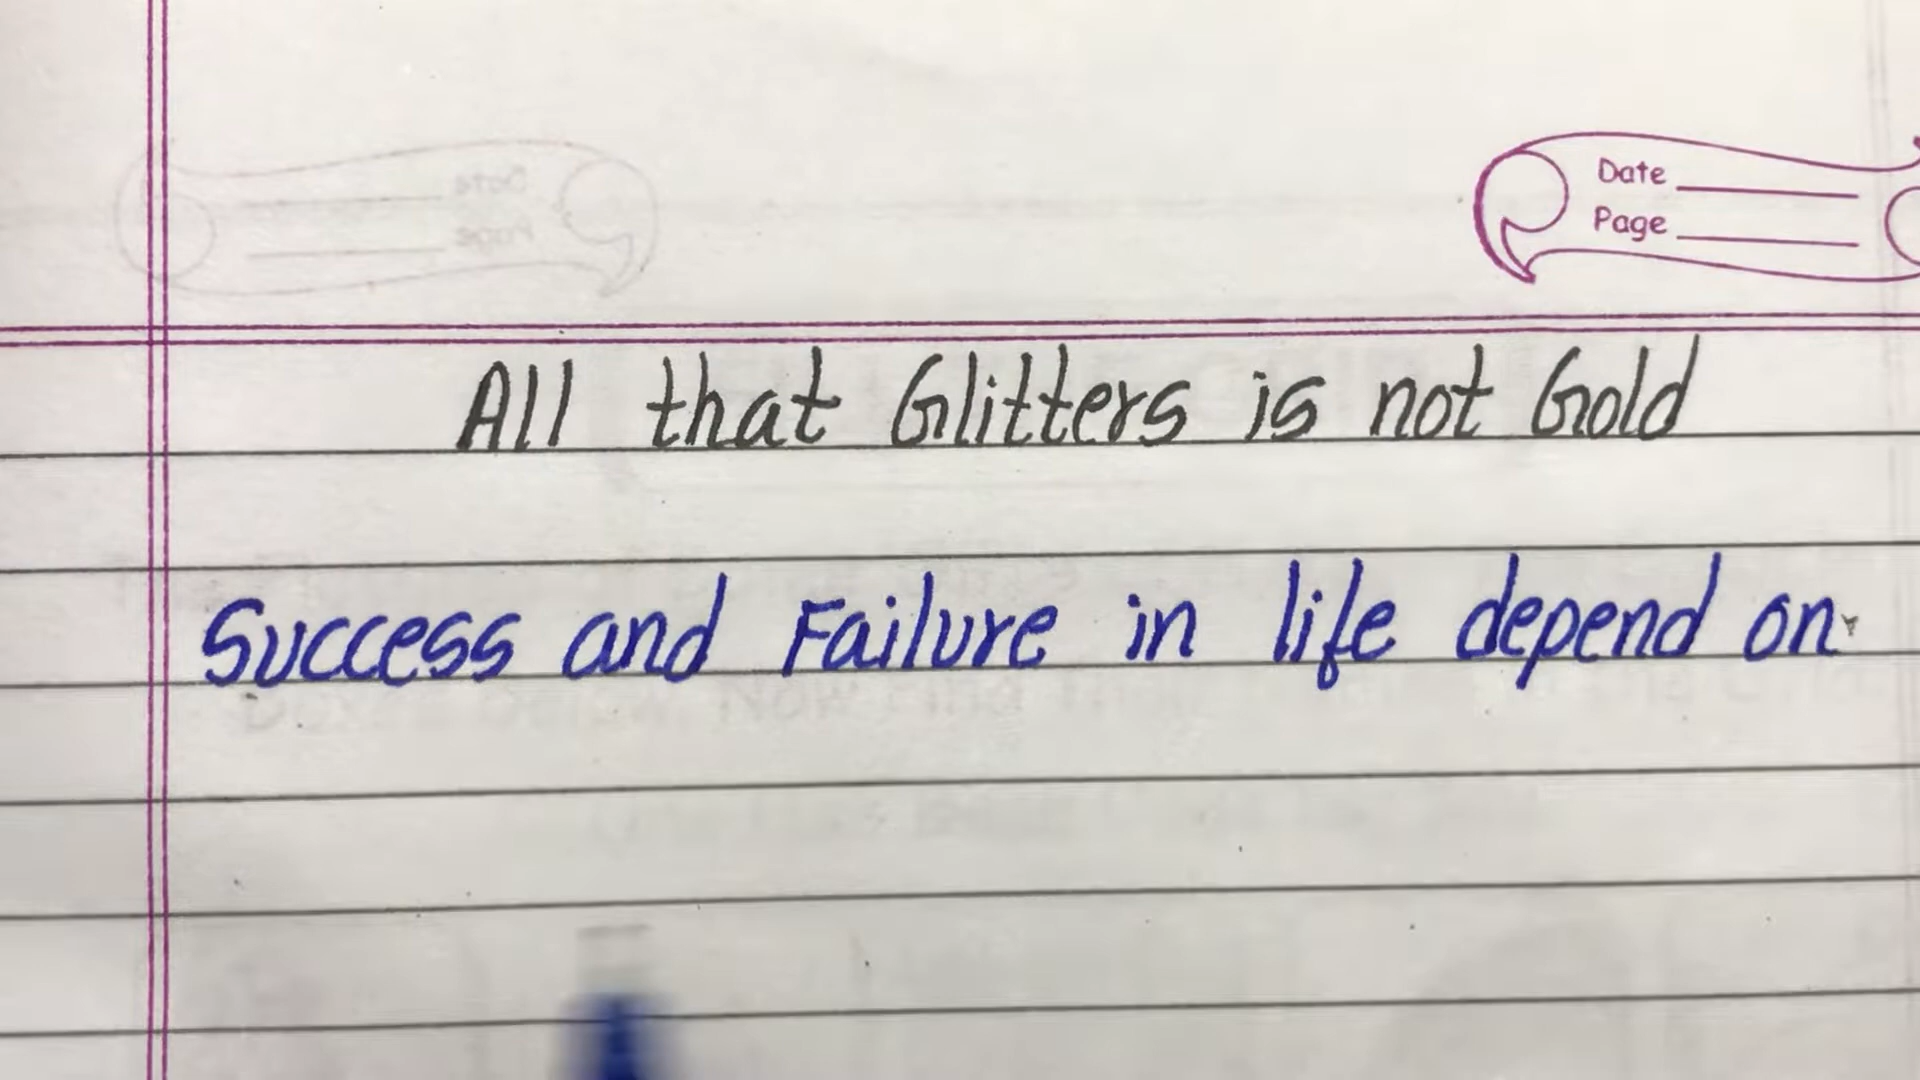 Date
Page
All that Glitters is not Gold
Success and Failure in life depend on